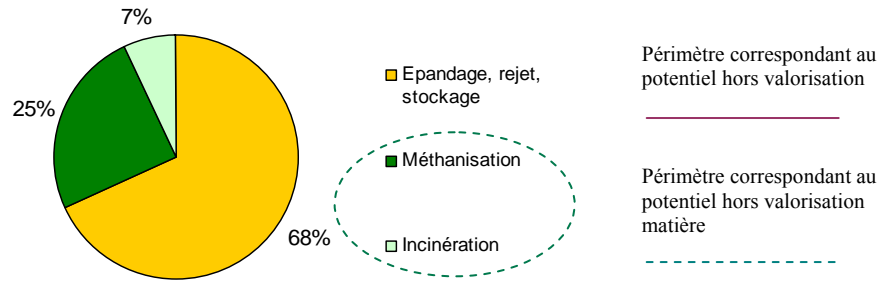 7%
25%
68%
Epandage, rejet,
stockage
Méthanisation
Incinération
Périmètre correspondant au
potentiel hors valorisation
Périmètre correspondant au
potentiel hors valorisation
matière